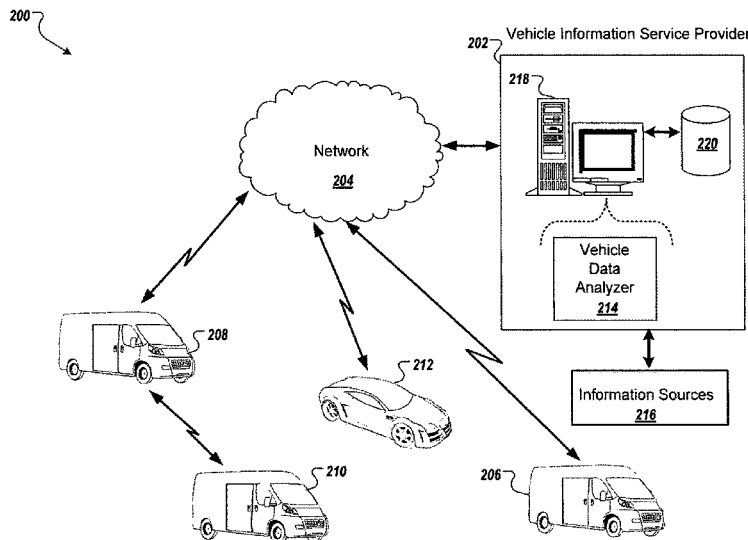 200
Vehicle Information Service Provider
202
218
220
Network
204
Vehicle
Data
Analyzer
214
208
212
Information Sources
216
210
206